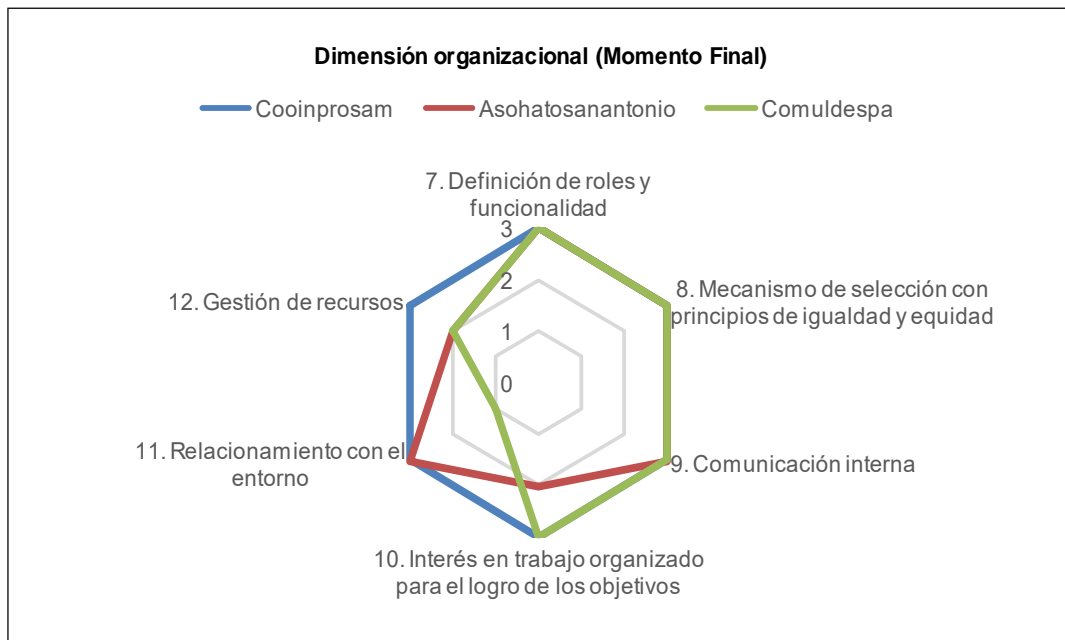 Dimensión organizacional (Momento Final)
Cooinprosam
Asohatosanantonio
Comuldespa
7. Definición de roles y
funcionalidad
3
2
1
0
8. Mecanismo de selección con
principios de igualdad y equidad
9. Comunicación interna
10. Interés en trabajo organizado
para el logro de los objetivos
11. Relacionamiento con el
entorno
12. Gestión de recursos